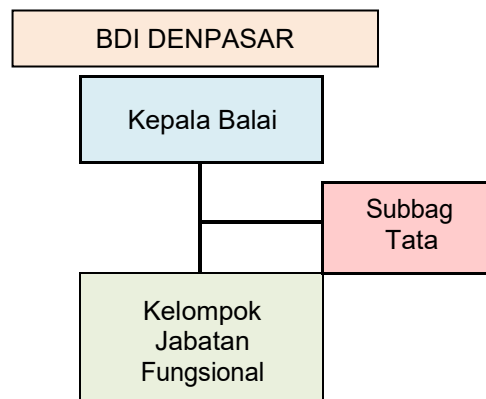 BDI DENPASAR
Kepala Balai
Subbag
Tata
Kelompok
Jabatan
Fungsional